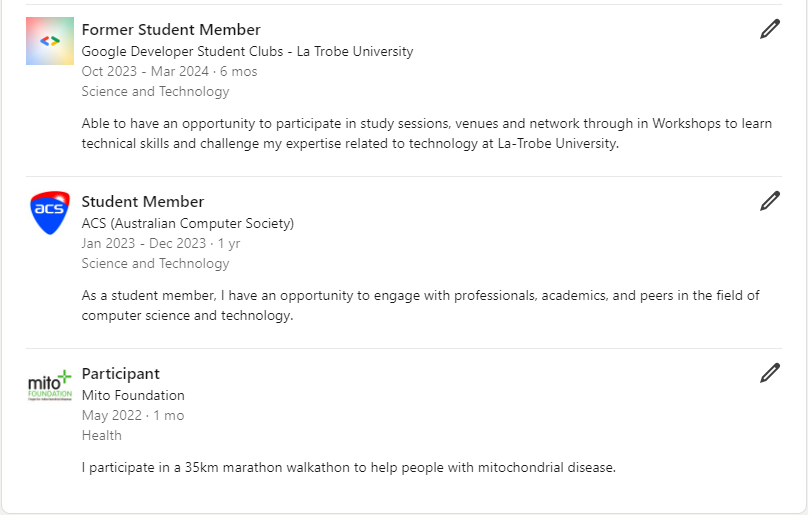 Former Student Member
Google Developer Student Clubs - La Trobe University
Oct 2023 - Mar 2024 · 6 mos
Science and Technology
Able to have an opportunity to participate in study sessions, venues and network through in Workshops to learn
technical skills and challenge my expertise related to technology at La-Trobe University.
acs
Student Member
ACS (Australian Computer Society)
Jan 2023 - Dec 2023 · 1 yr
Science and Technology
As a student member, I have an opportunity to engage with professionals, academics, and peers in the field of
computer science and technology.
mito
FOUNDATION
Participant
Mito Foundation
May 2022 · 1 mo
Health
I participate in a 35km marathon walkathon to help people with mitochondrial disease.